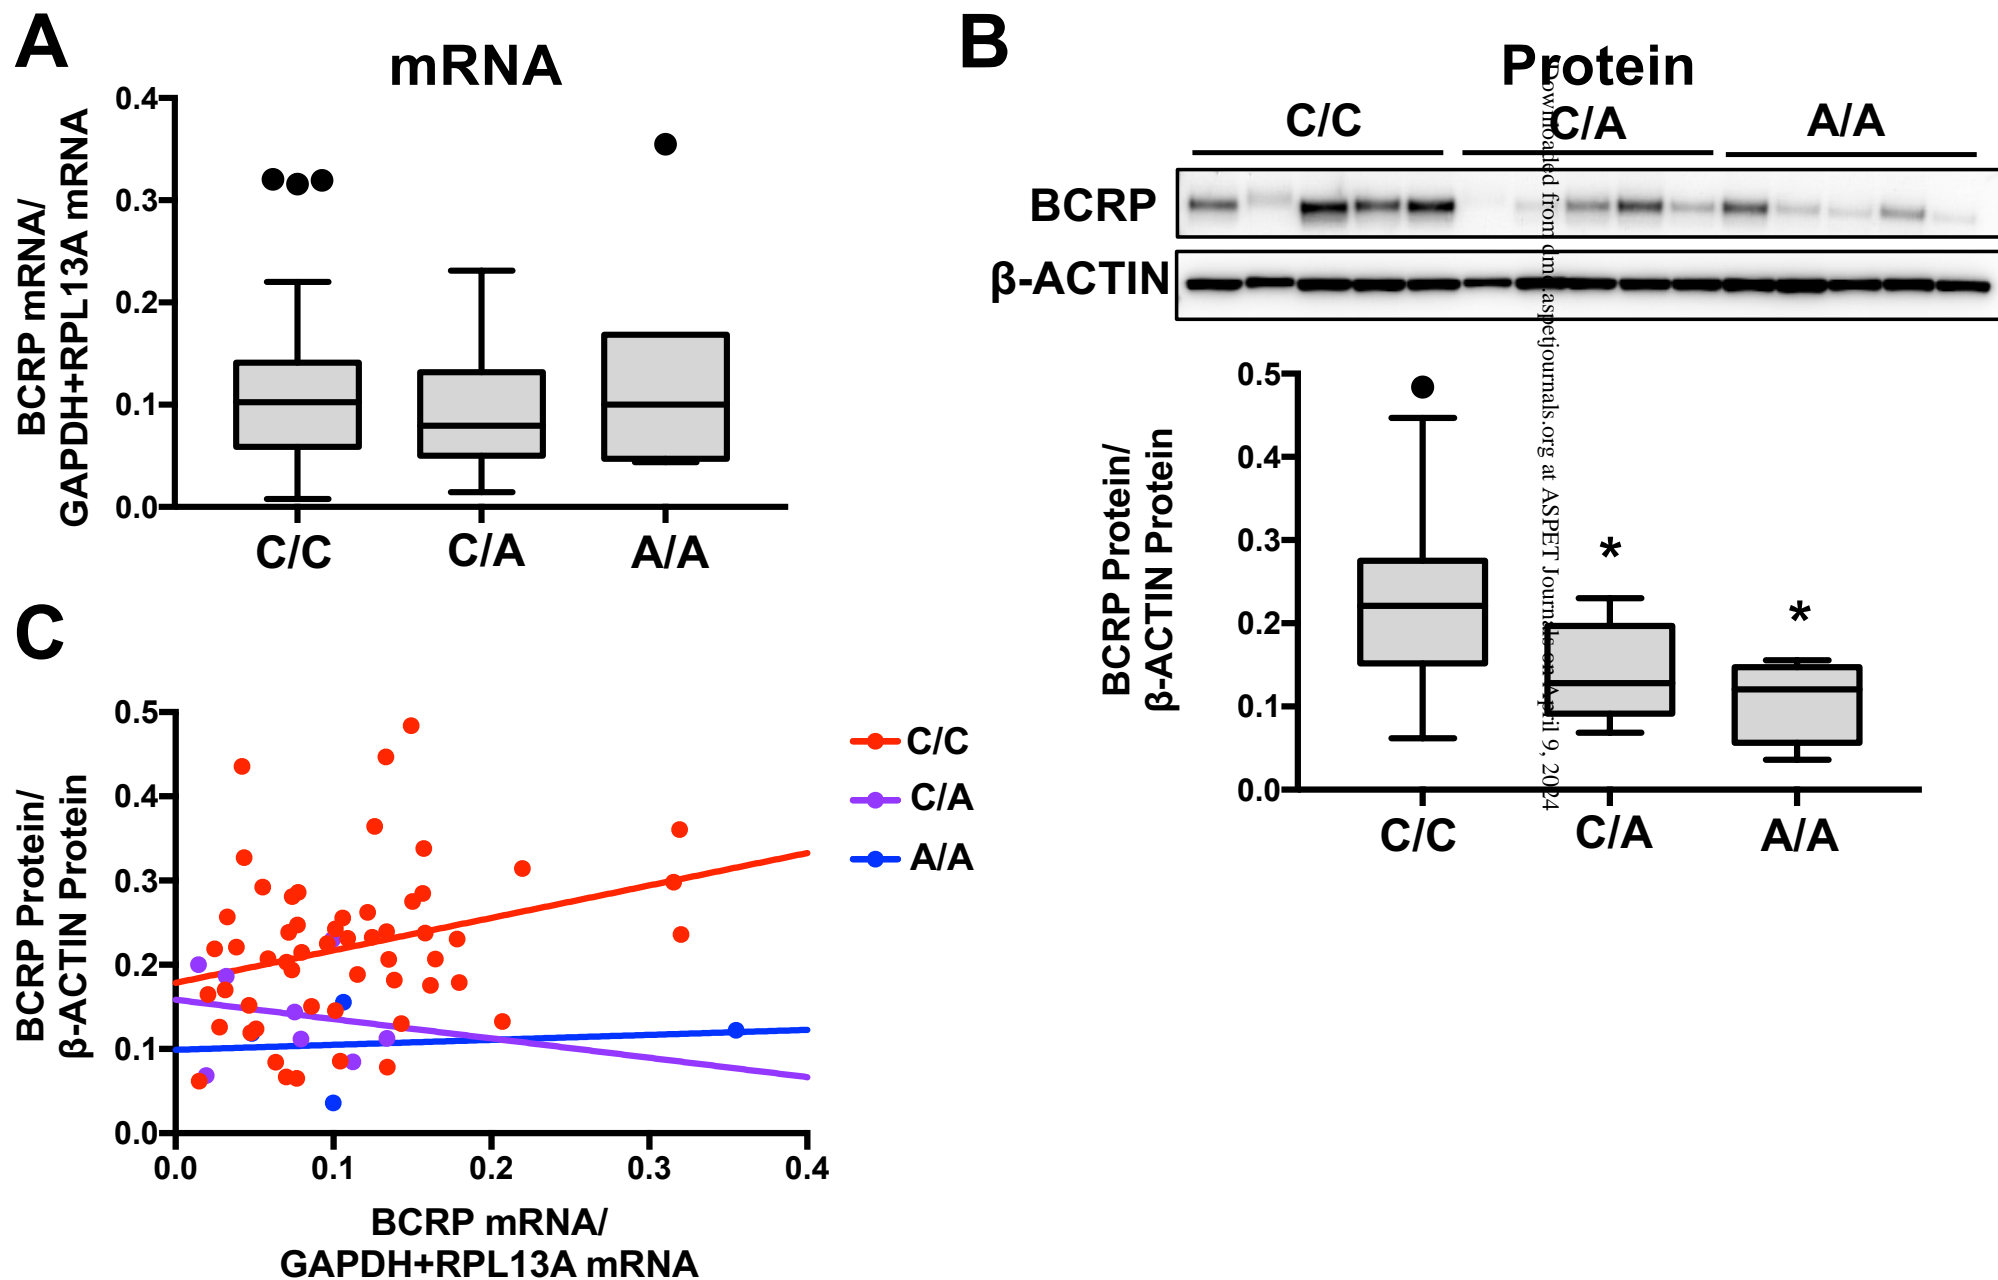 A
mRNA
BCRP mRNA/
GAPDH+RPL13A mRNA
0.4
0.3
0.2
0.1
0.0
C/C
C/A
A/A
B
Protein
C/C
C/A
A/A
BCRP
β-ACTIN
BCRP Protein/
β-ACTIN Protein
0.5
0.4
0.3
0.2
0.1
0.0
*
*
C/C
C/A
A/A
Downloaded from dmd.aspetjournals.org at ASPET Journals on April 9, 2024
C
BCRP Protein/
β-ACTIN Protein
0.5
0.4
0.3
0.2
0.1
0.0
0.0
0.1
0.2
0.3
0.4
BCRP mRNA/
GAPDH+RPL13A mRNA
C/C
C/A
A/A